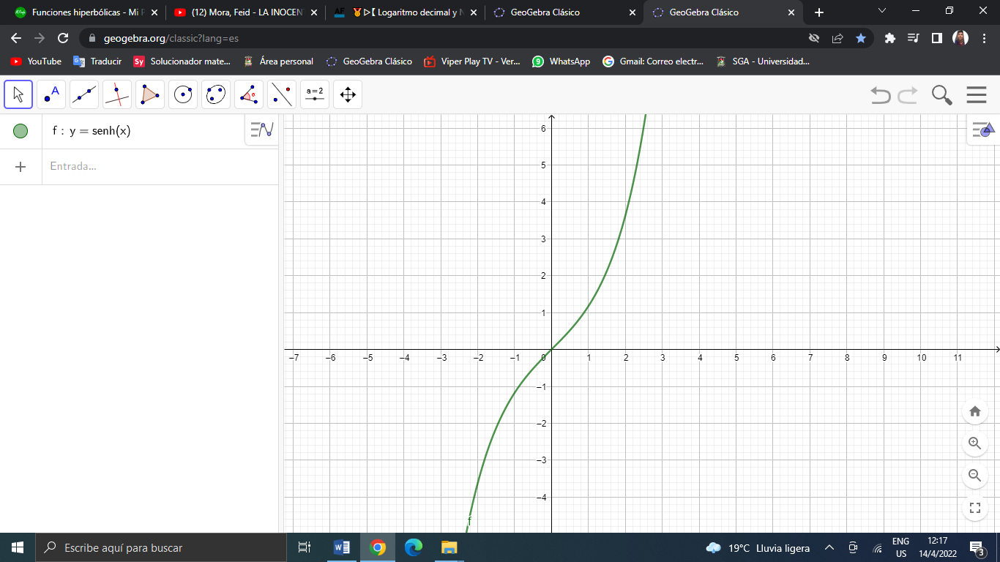 Funciones hiperbólicas - Mi P
(12) Mora, Feid - LA INOCEN
AF
▷【 Logaritmo decimal y N
GeoGebra Clásico
GeoGebra Clásico
geogebra.org/classic?lang=es
YouTube
Traducir
Sy Solucionador mate...
Área personal
GeoGebra Clásico
Viper Play TV - Ver...
9 WhatsApp
Gmail: Correo electr...
SGA - Universidad...
A
α
a=2
f : y = senh(x)
Entrada...
6
5
4
3
2
1
−7 −6 −5 −4 −3 −2 −1 0 1 2 3 4 5 6 7 8 9 10 11
−1
−2
−3
−4
f
Escribe aquí para buscar
19°C Lluvia ligera
ENG
US
12:17
14/4/2022
3